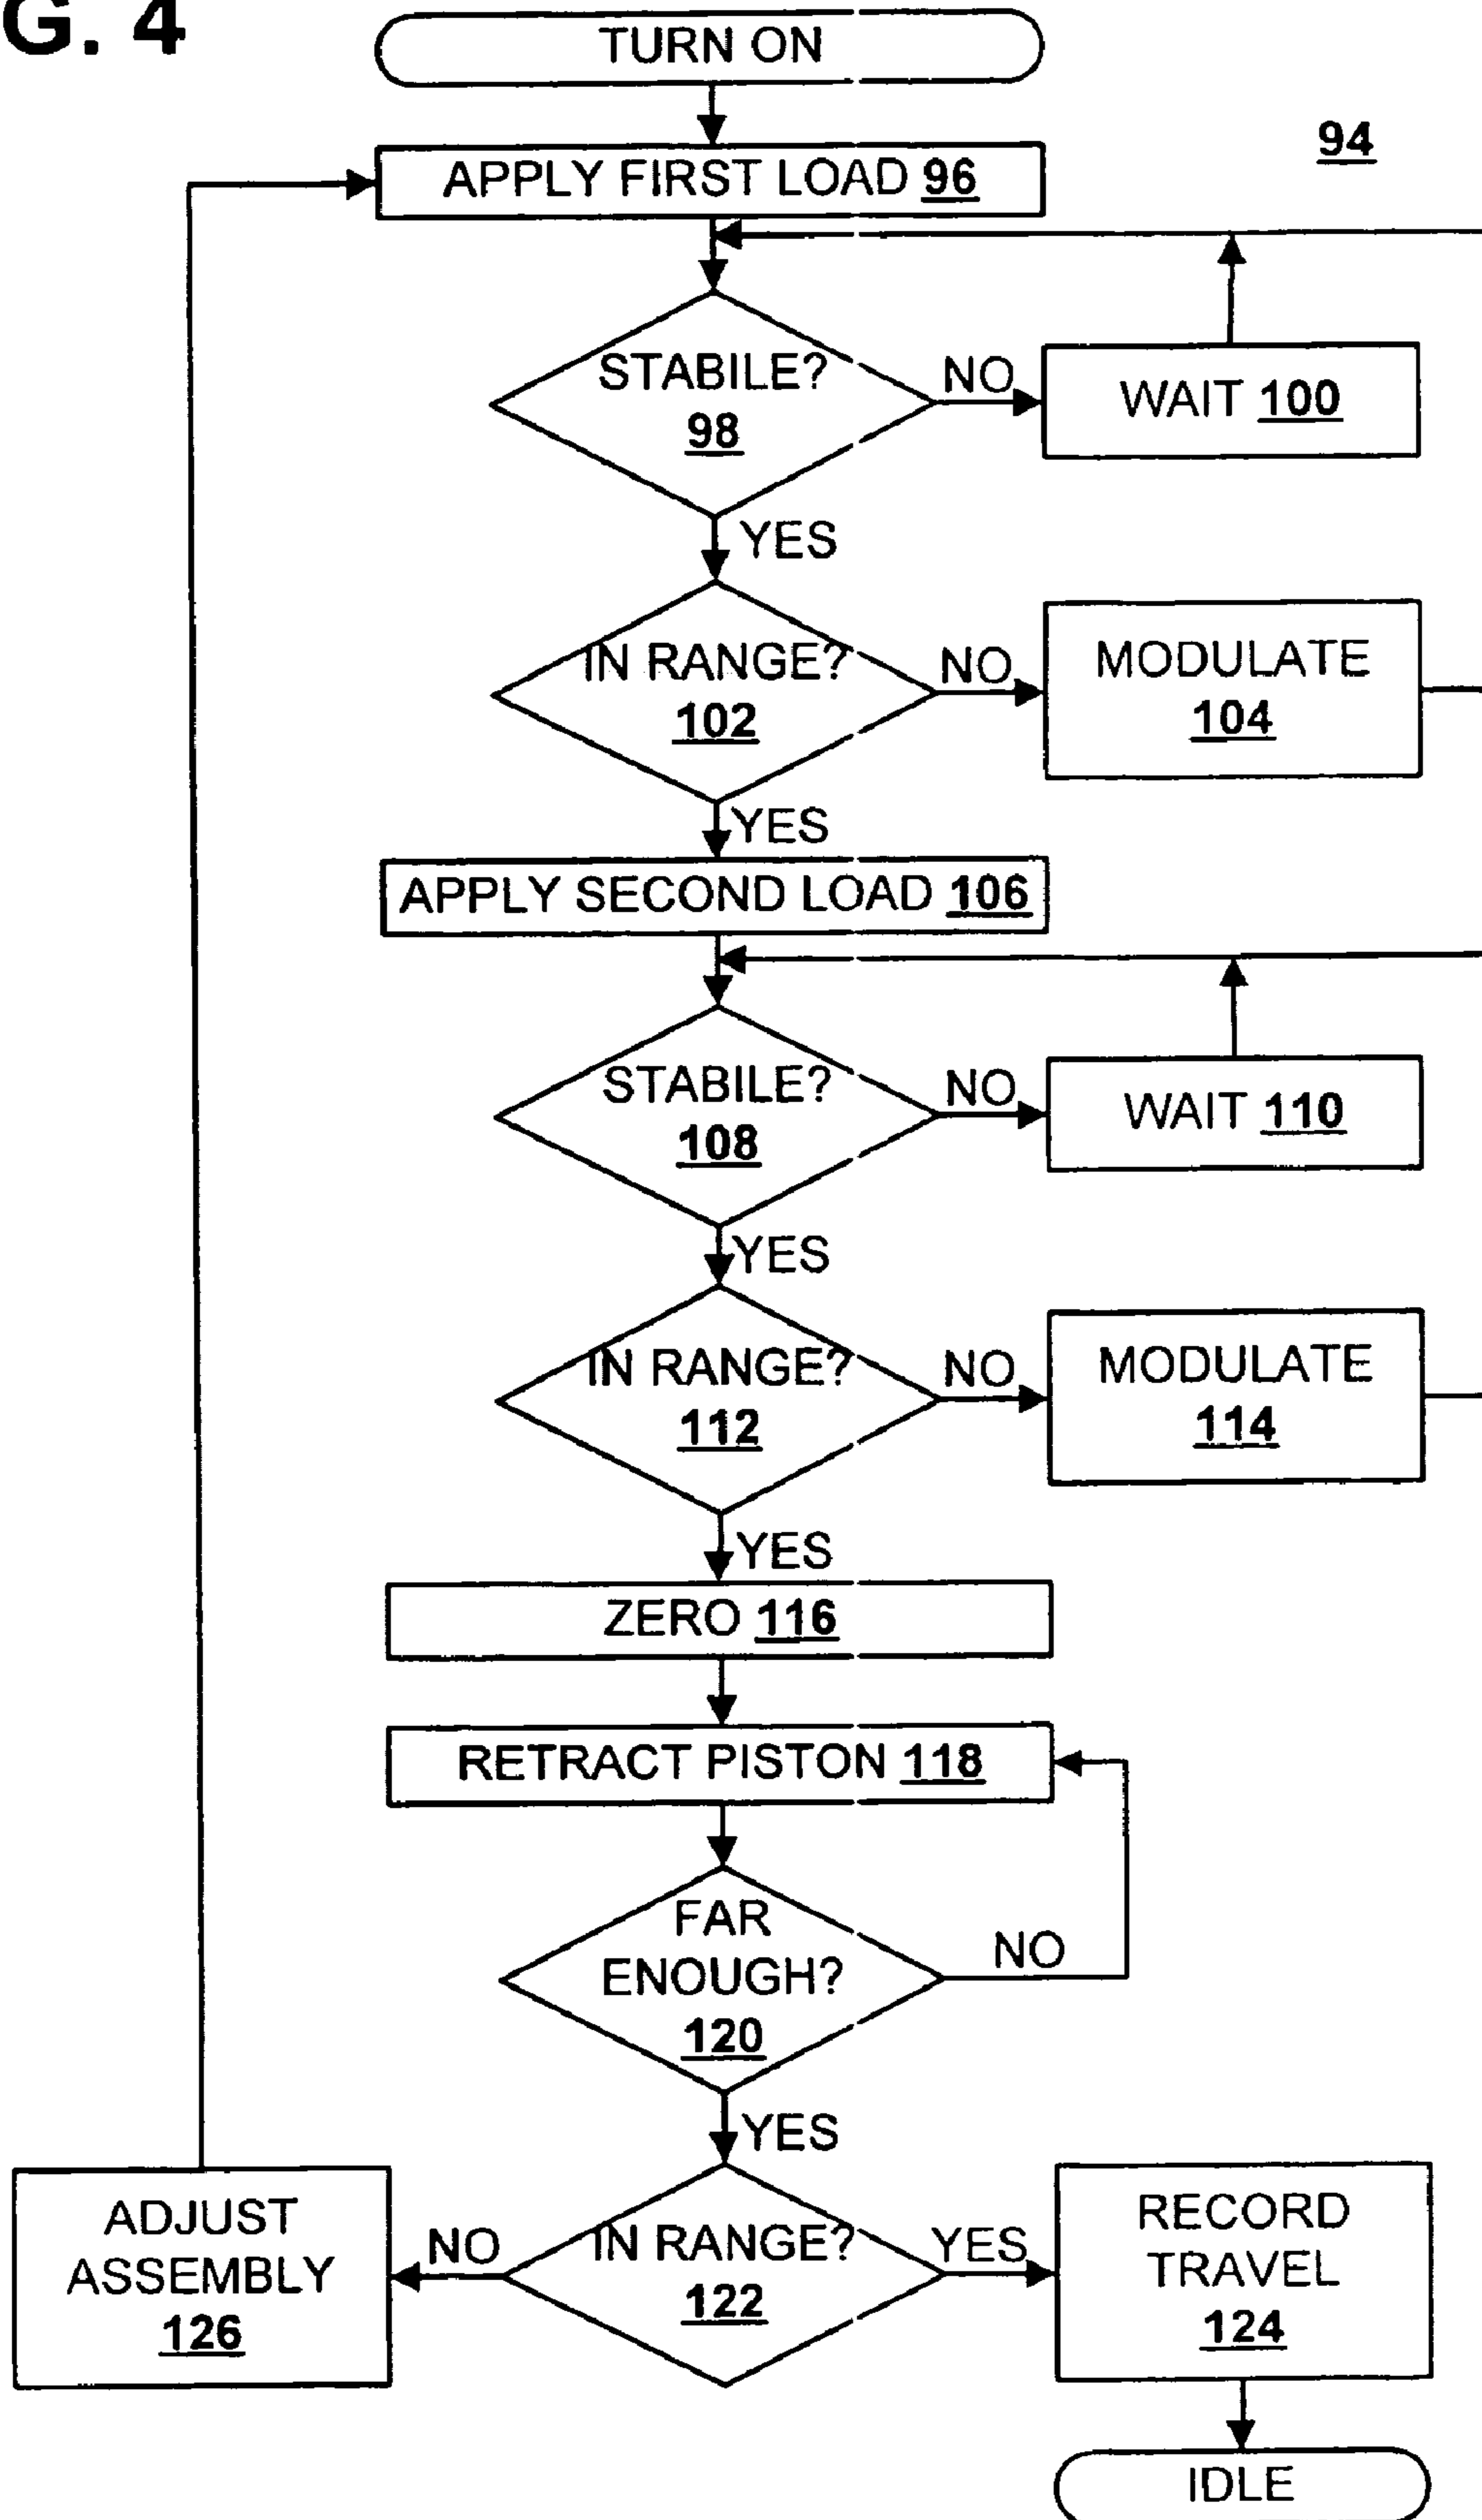 G. 4
TURN ON
94
APPLY FIRST LOAD 96
STABILE?
98
NO
WAIT 100
YES
IN RANGE?
102
NO
MODULATE
104
YES
APPLY SECOND LOAD 106
STABILE?
108
NO
WAIT 110
YES
IN RANGE?
112
NO
MODULATE
114
YES
ZERO 116
RETRACT PISTON 118
FAR
ENOUGH?
120
NO
YES
ADJUST
ASSEMBLY
126
NO
IN RANGE?
122
YES
RECORD
TRAVEL
124
IDLE